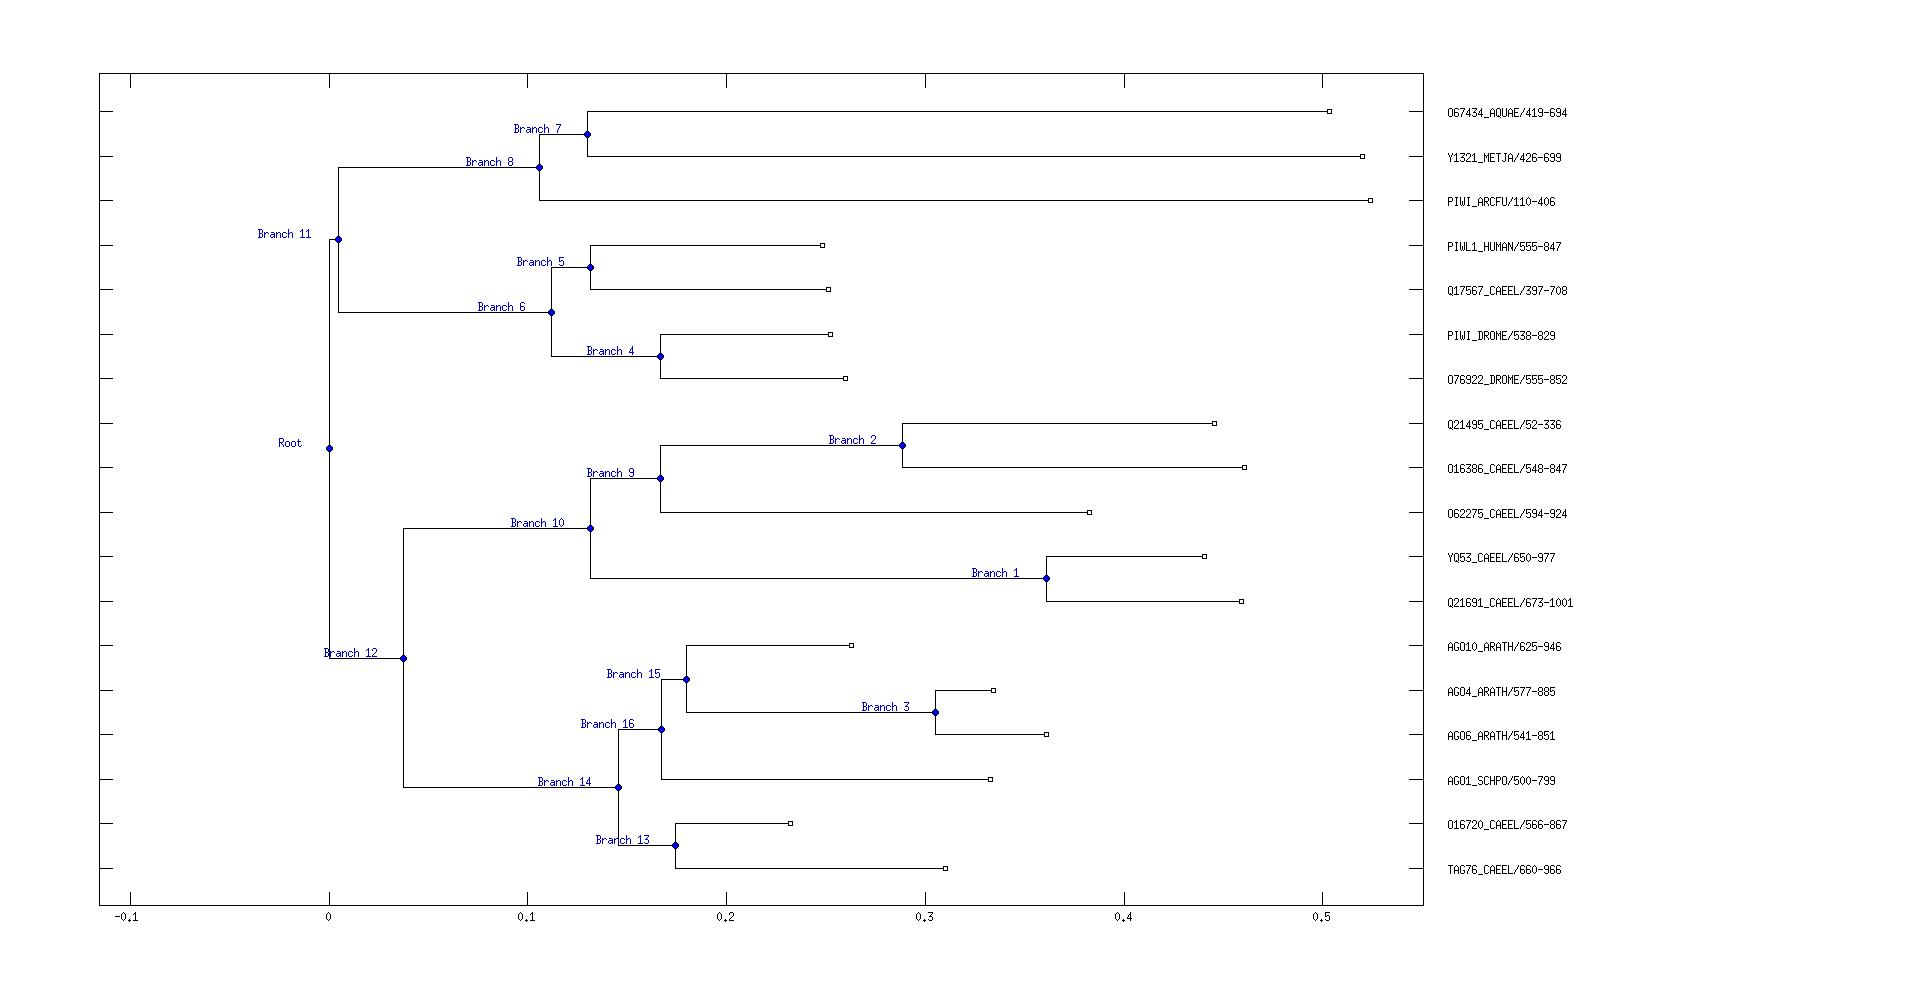 O67434_AQUAE/419-694
Branch 7
Y1321_METJA/426-699
Branch 8
PIWI_ARCFU/110-406
Branch 11
PIWL1_HUMAN/555-847
Branch 5
Q17567_CAEEL/397-708
Branch 6
PIWI_DROME/538-829
Branch 4
O76922_DROME/555-852
Q21495_CAEEL/52-336
Branch 2
Root
O16386_CAEEL/548-847
Branch 9
O62275_CAEEL/594-924
Branch 10
YQ53_CAEEL/650-977
Branch 1
Q21691_CAEEL/673-1001
AGO10_ARATH/625-946
Branch 12
Branch 15
AGO4_ARATH/577-885
Branch 3
Branch 16
AGO6_ARATH/541-851
AGO1_SCHPO/500-799
Branch 14
O16720_CAEEL/566-867
Branch 13
TAG76_CAEEL/660-966
-0.1 0 0.1 0.2 0.3 0.4 0.5